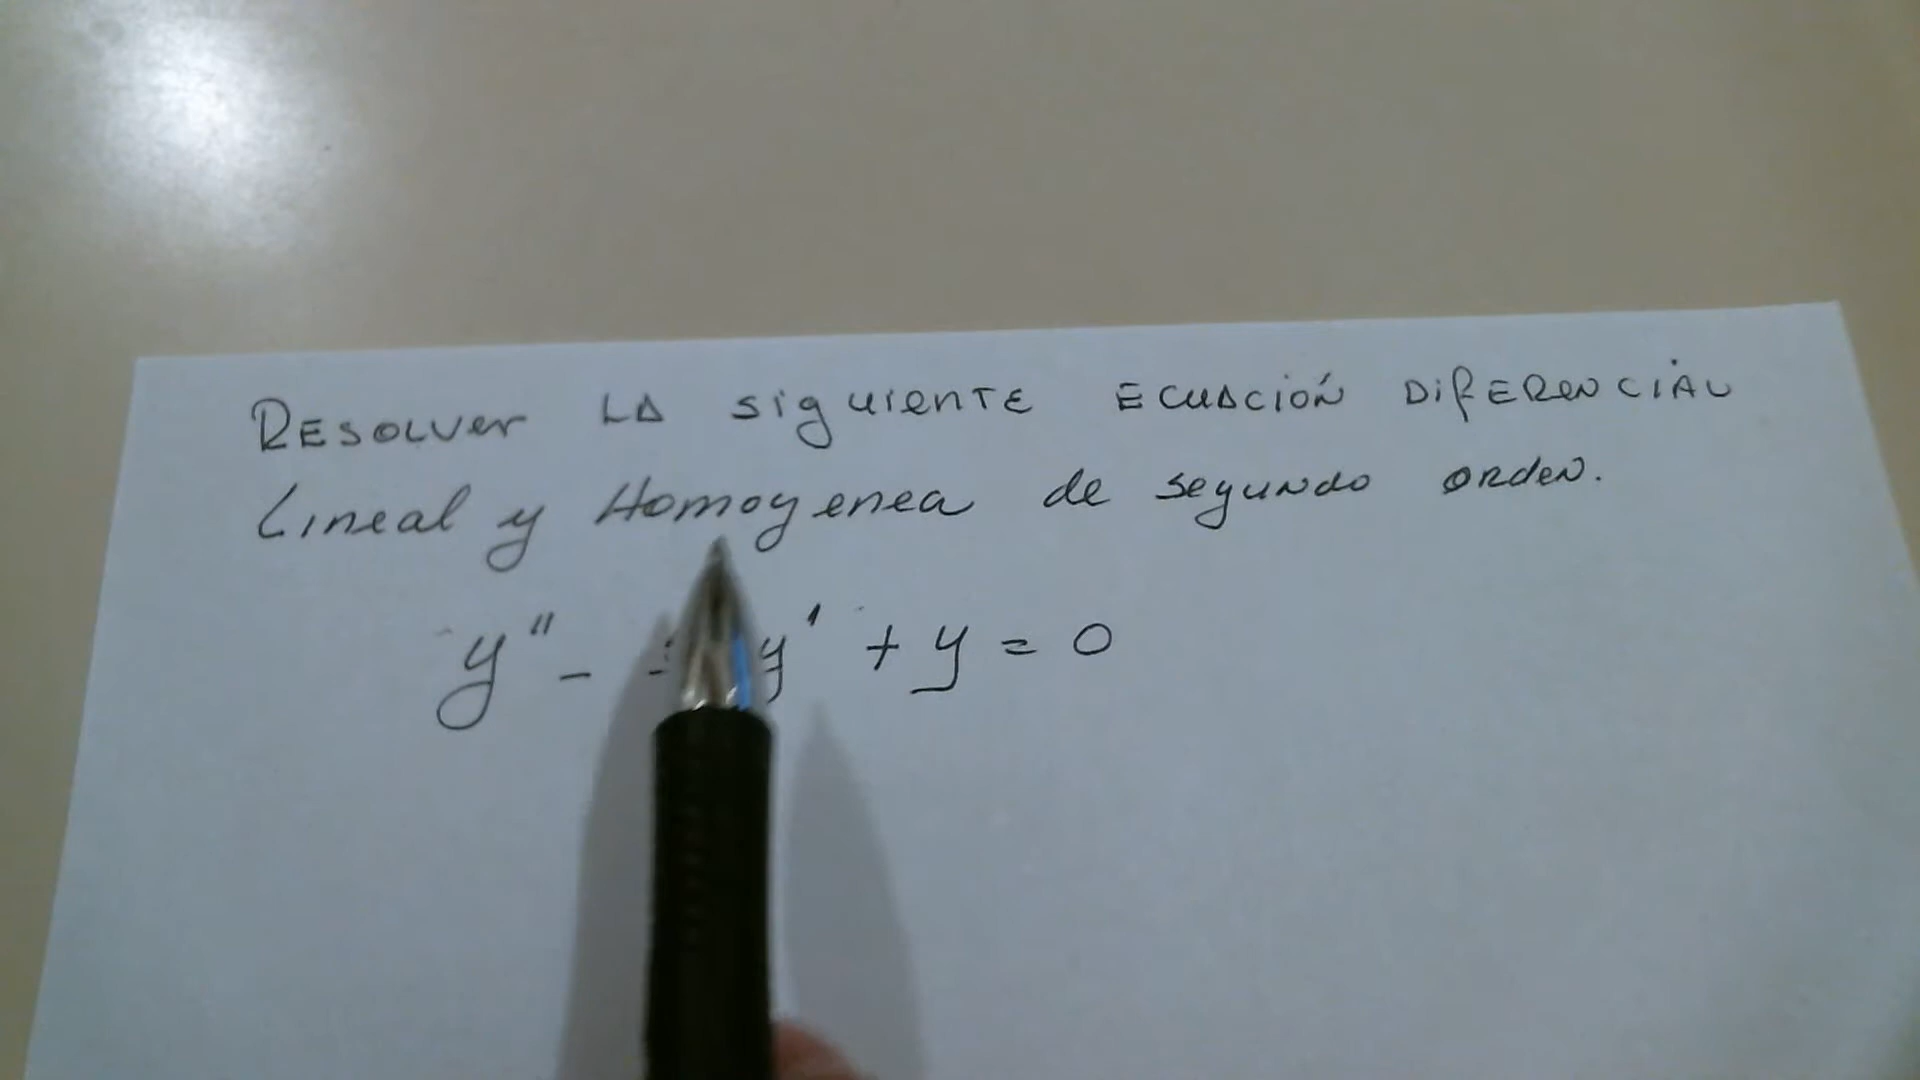 Resolver la siguiente ecuación diferencial
Lineal y Homogenea de segundo orden.
y" - y' + y = 0